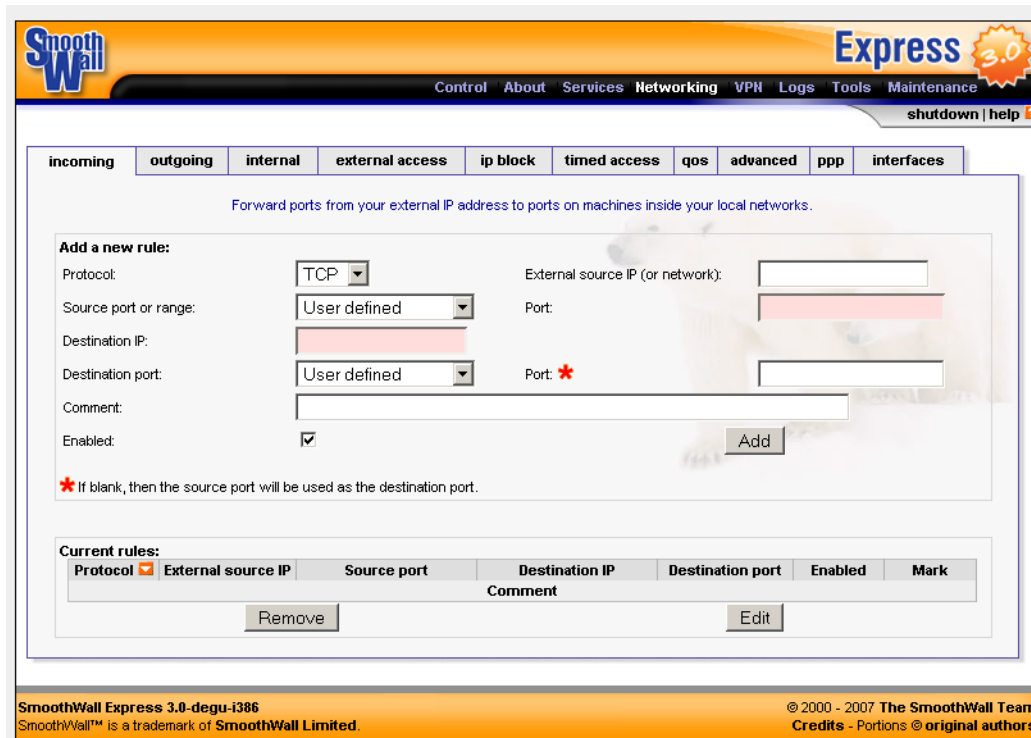 Smooth
Wall
Express 3.0
Control About Services Networking VPN Logs Tools Maintenance
shutdown | help
incoming outgoing internal external access ip block timed access qos advanced ppp interfaces
Forward ports from your external IP address to ports on machines inside your local networks.
Add a new rule:
Protocol: TCP External source IP (or network):
Source port or range: User defined Port:
Destination IP:
Destination port: User defined Port: *
Comment:
Enabled: Add
* If blank, then the source port will be used as the destination port.
Current rules:
Protocol External source IP Source port Destination IP Destination port Enabled Mark
Comment
Remove Edit
SmoothWall Express 3.0-degu-i386 © 2000 - 2007 The SmoothWall Team
SmoothWall™ is a trademark of SmoothWall Limited. Credits - Portions © original authors